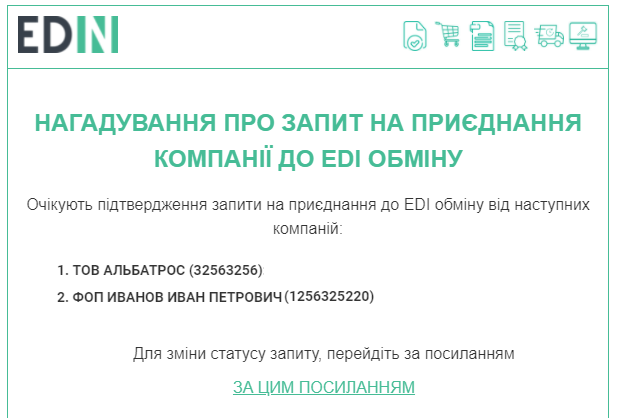 EDIN
НАГАДУВАННЯ ПРО ЗАПИТ НА ПРИЄДНАННЯ
КОМПАНІЇ ДО EDI ОБМІНУ
Очікують підтвердження запити на приєднання до EDI обміну від наступних
компаній:
1. ТОВ АЛЬБАТРОС (32563256)
2. ФОП ИВАНОВ ИВАН ПЕТРОВИЧ (1256325220)
Для зміни статусу запиту, перейдіть за посиланням
ЗА ЦИМ ПОСИЛАННЯМ